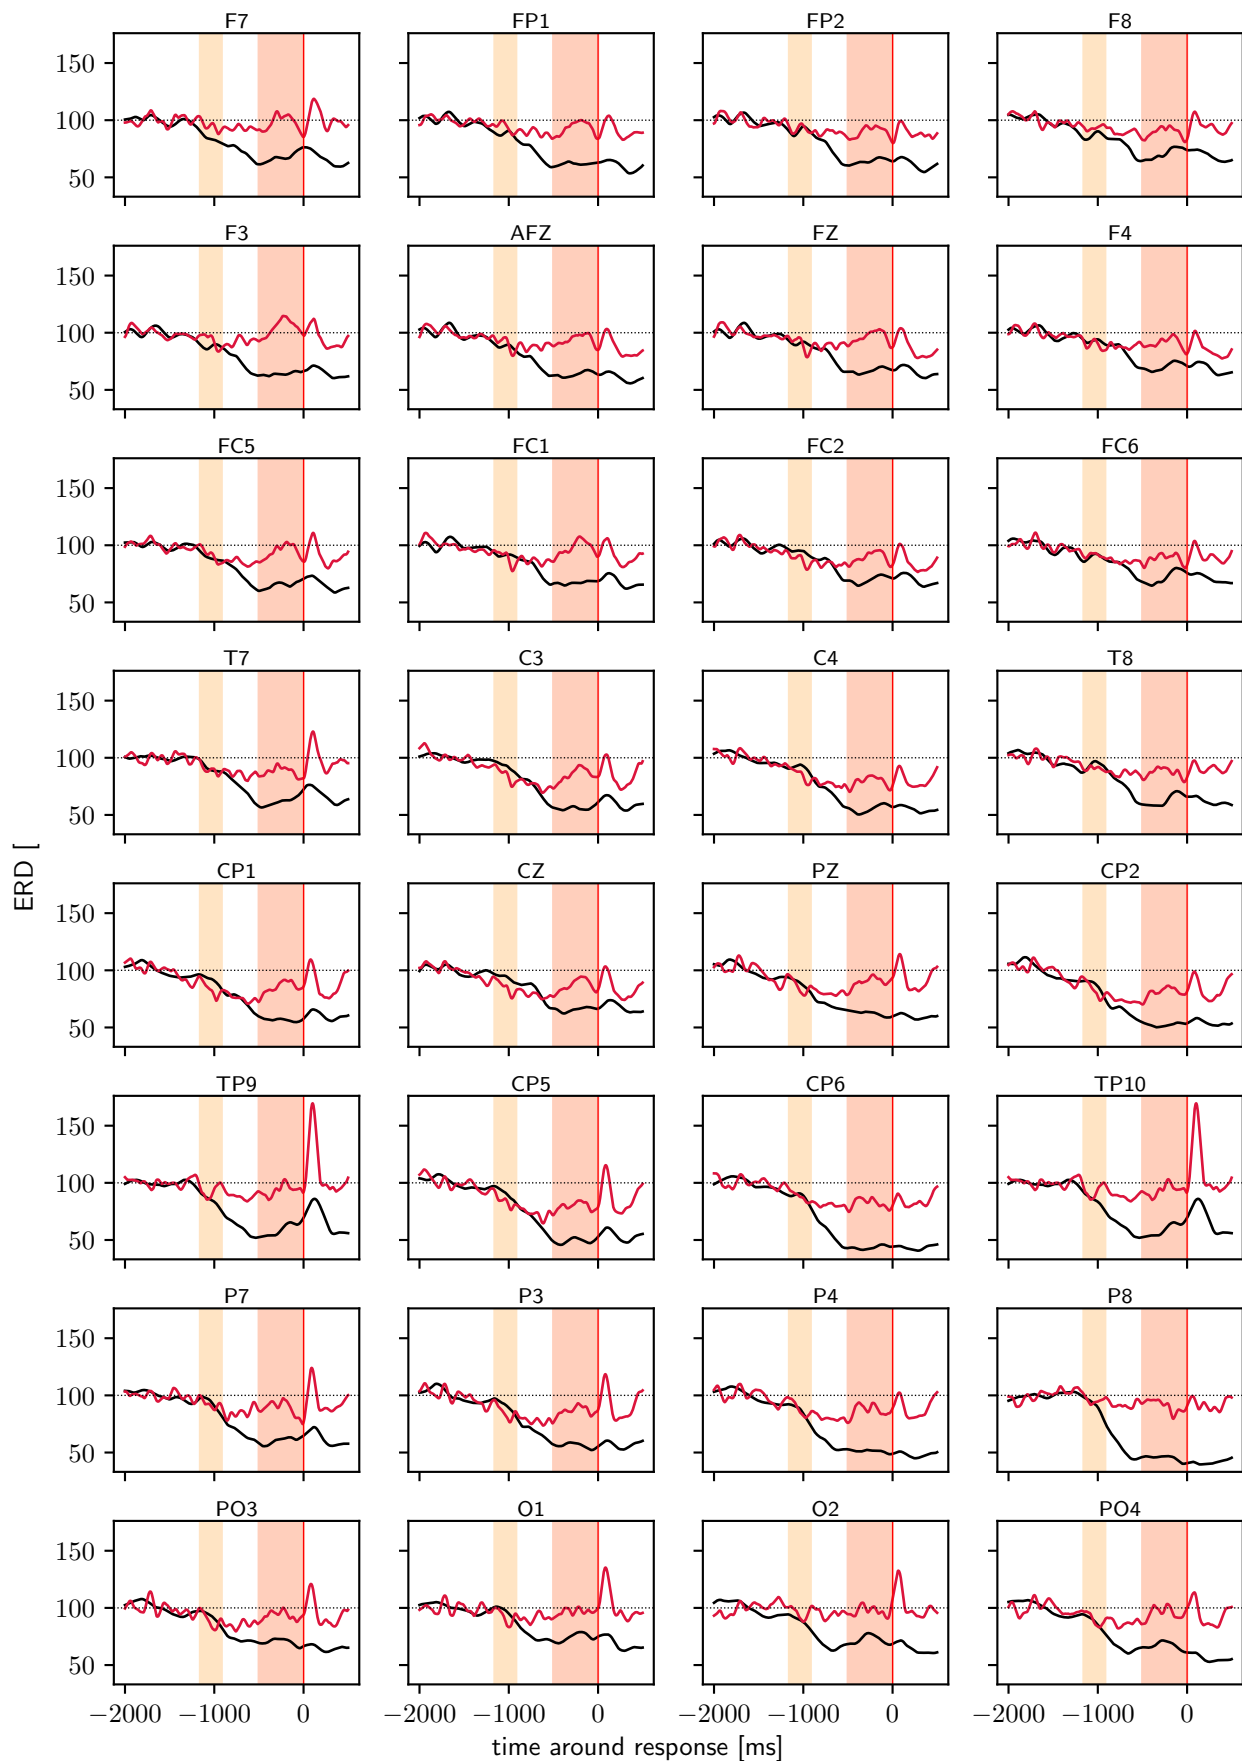 F7 FP1 FP2 F8
150
100
50
F3 AFZ FZ F4
150
100
50
FC5 FC1 FC2 FC6
150
100
50
T7 C3 C4 T8
150
100
50
CP1 CZ PZ CP2
150
100
50
ERD [
TP9 CP5 CP6 TP10
150
100
50
P7 P3 P4 P8
150
100
50
PO3 O1 O2 PO4
150
100
50
−2000 −1000 0 −2000 −1000 0 −2000 −1000 0 −2000 −1000 0
time around response [ms]